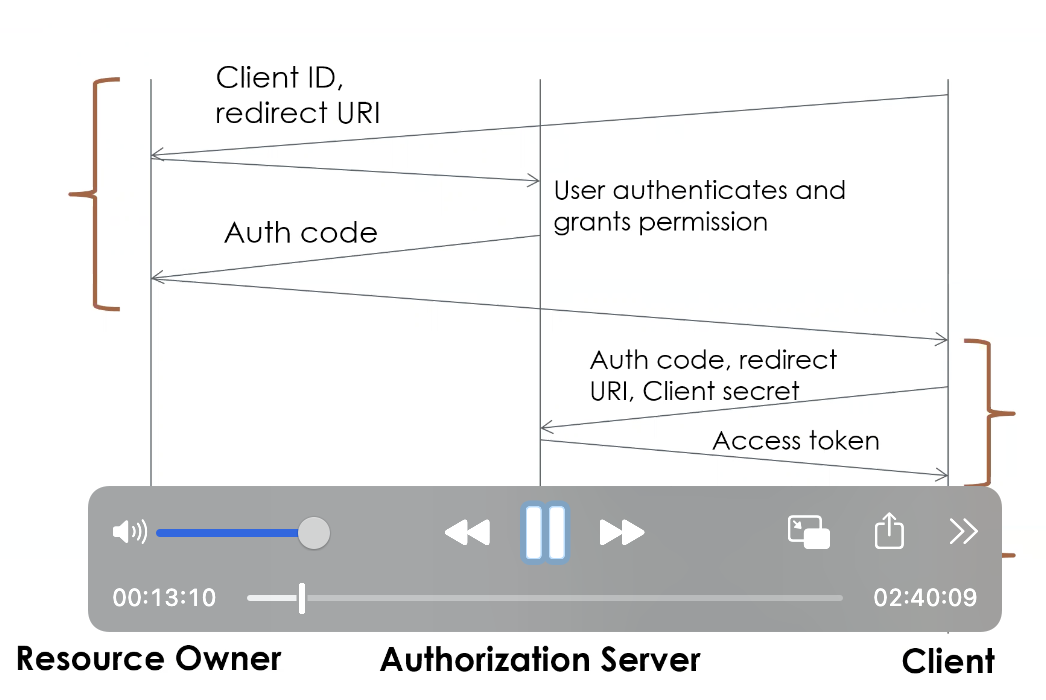 Client ID,
redirect URI
User authenticates and
grants permission
Auth code
Auth code, redirect
URI, Client secret
Access token
00:13:10
02:40:09
Resource Owner
Authorization Server
Client